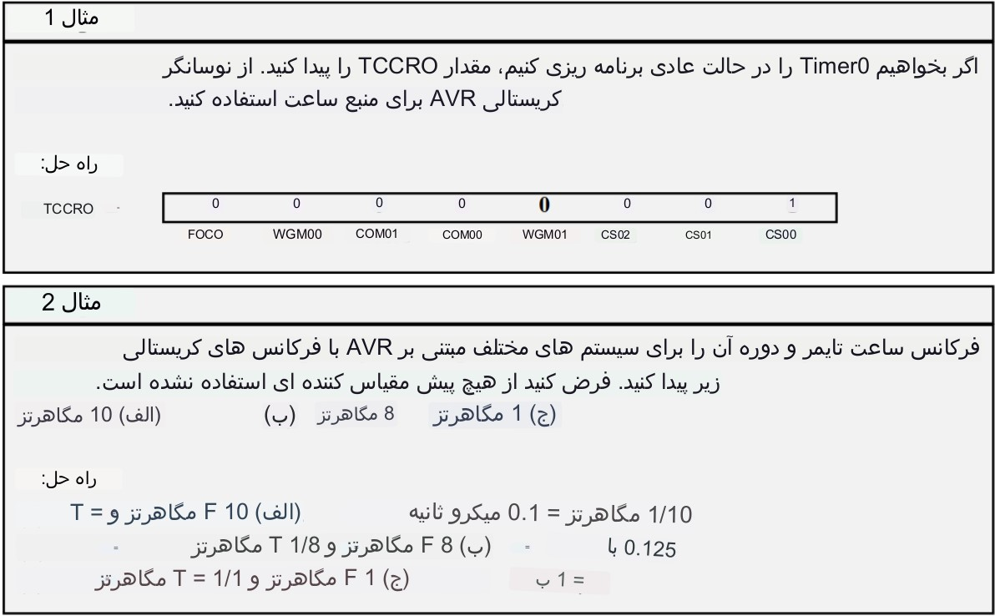 مثال 1
اگر بخواهیم Timer0 را در حالت عادی برنامه ریزی کنیم، مقدار TCCRO را پیدا کنید. از نوسانگر
کریستالی AVR برای منبع ساعت استفاده کنید.
راه حل:
TCCRO 0 0 0 0 0 0 0 1
FOCO WGM00 COM01 COM00 WGM01 CS02 CS01 CS00
مثال 2
فرکانس ساعت تایمر و دوره آن را برای سیستم های مختلف مبتنی بر AVR با فرکانس های کریستالی
زیر پیدا کنید. فرض کنید از هیچ پیش مقیاس کننده ای استفاده نشده است.
(الف) 10 مگاهرتز (ب) 8 مگاهرتز (ج) 1 مگاهرتز
راه حل:
(الف) F 10 مگاهرتز و = T 1/10 مگاهرتز = 0.1 میکرو ثانیه
= (ب) F 8 مگاهرتز و T 1/8 مگاهرتز = 0.125 با
(ج) F 1 مگاهرتز و T = 1/1 مگاهرتز = 1 ب